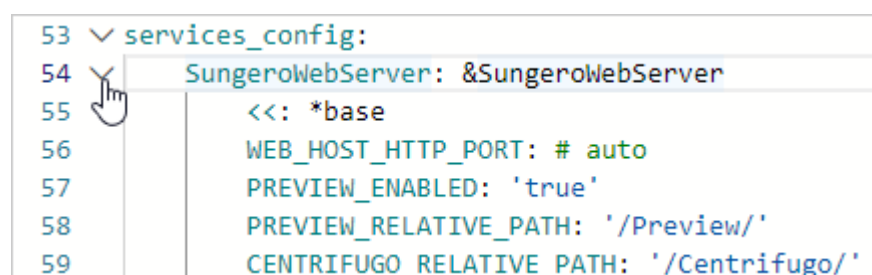 53 services_config:
54 SungeroWebServer: &SungeroWebServer
55 <<: *base
56 WEB_HOST_HTTP_PORT: # auto
57 PREVIEW_ENABLED: 'true'
58 PREVIEW_RELATIVE_PATH: '/Preview/'
59 CENTRIFUGO_RELATIVE_PATH: '/Centrifugo/'